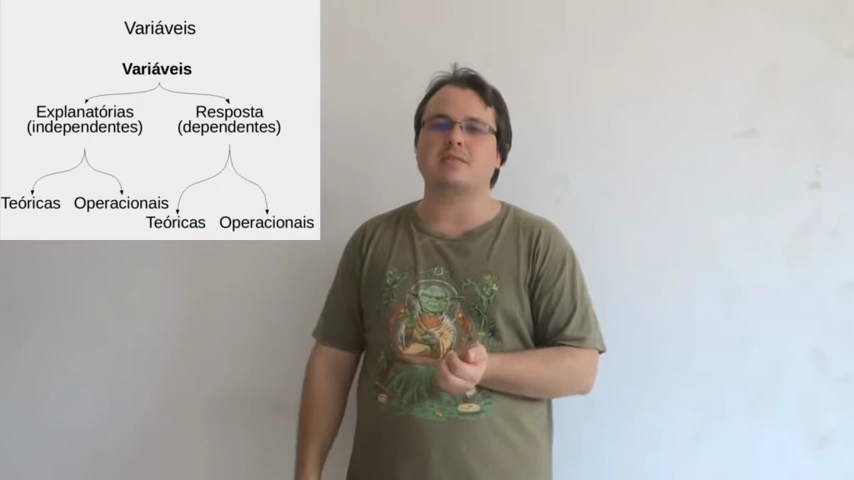 Variáveis
Variáveis
Explanatórias
(independentes)
Resposta
(dependentes)
Teóricas
Operacionais
Teóricas
Operacionais